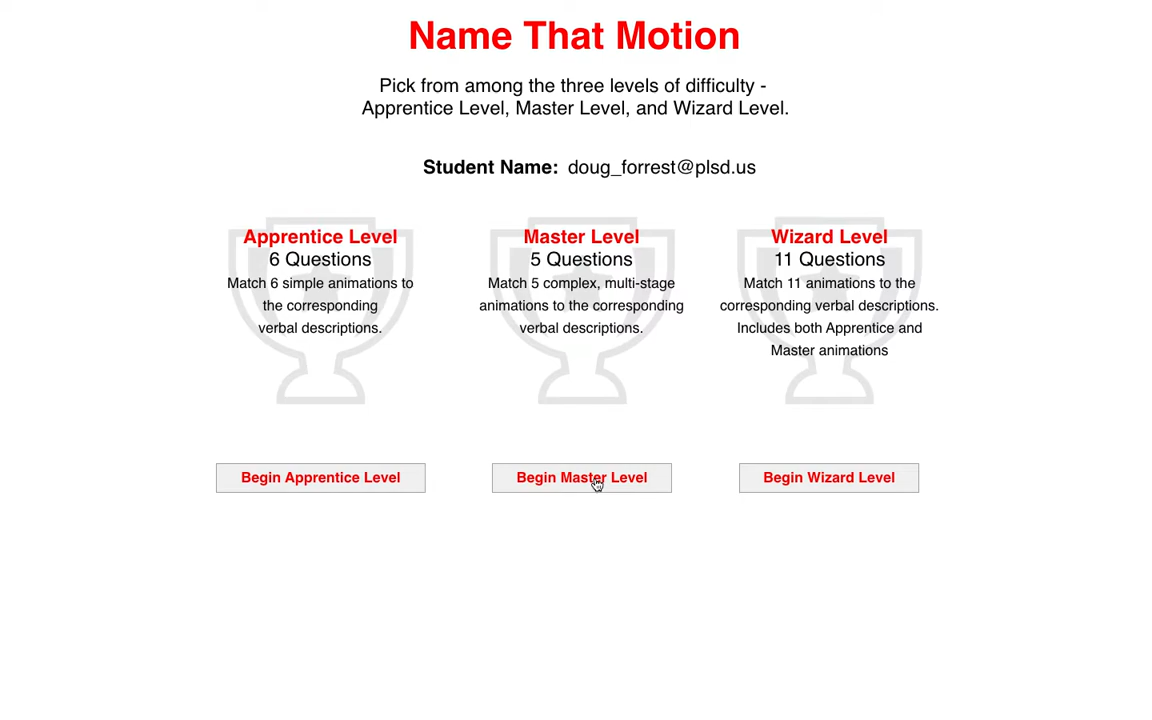 Name That Motion
Pick from among the three levels of difficulty -
Apprentice Level, Master Level, and Wizard Level.
Student Name: doug_forrest@plsd.us
Apprentice Level
6 Questions
Match 6 simple animations to
the corresponding
verbal descriptions.
Master Level
5 Questions
Match 5 complex, multi-stage
animations to the corresponding
verbal descriptions.
Wizard Level
11 Questions
Match 11 animations to the
corresponding verbal descriptions.
Includes both Apprentice and
Master animations
Begin Apprentice Level
Begin Master Level
Begin Wizard Level